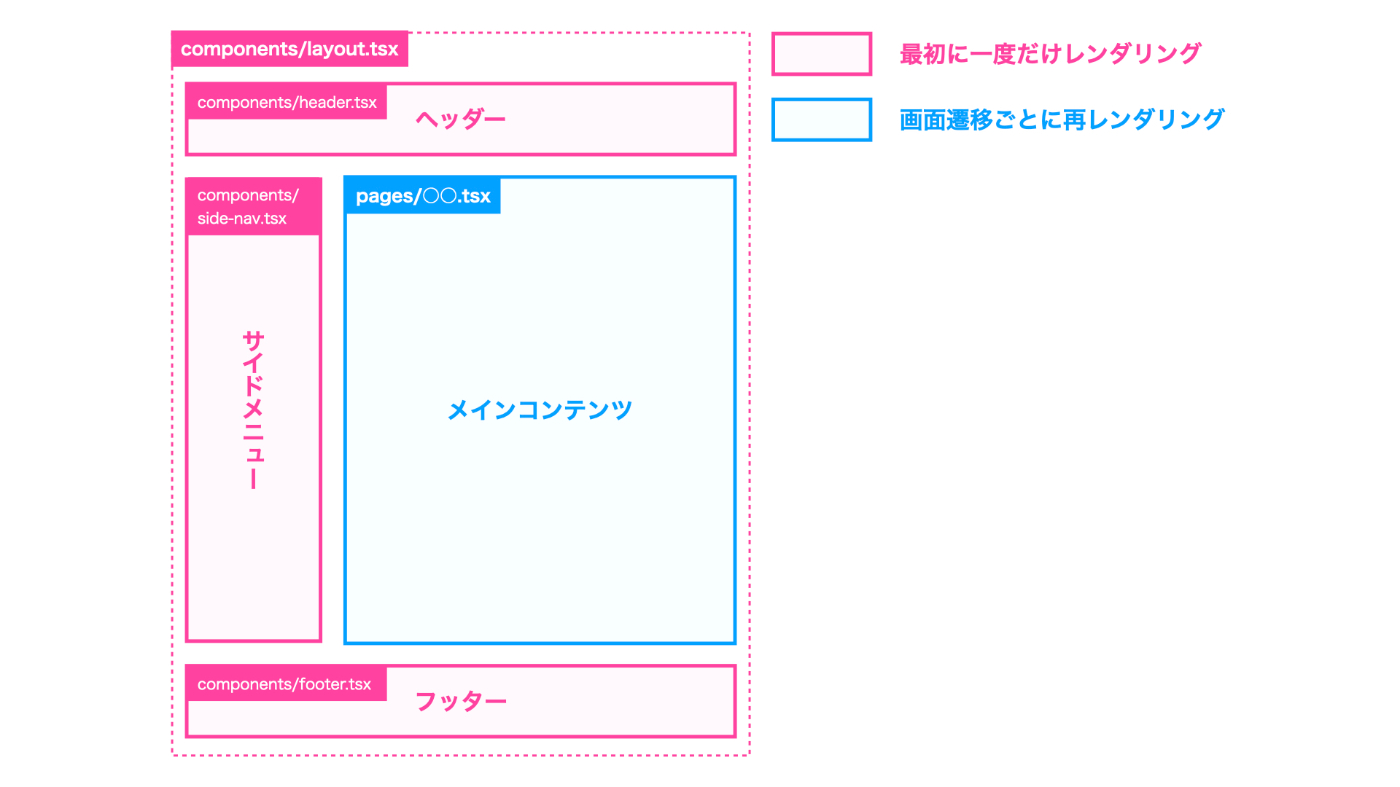 components/layout.tsx
最初に一度だけレンダリング
components/header.tsx
ヘッダー
画面遷移ごとに再レンダリング
components/
side-nav.tsx
pages/○○.tsx
サイドメニュー
メインコンテンツ
components/footer.tsx
フッター